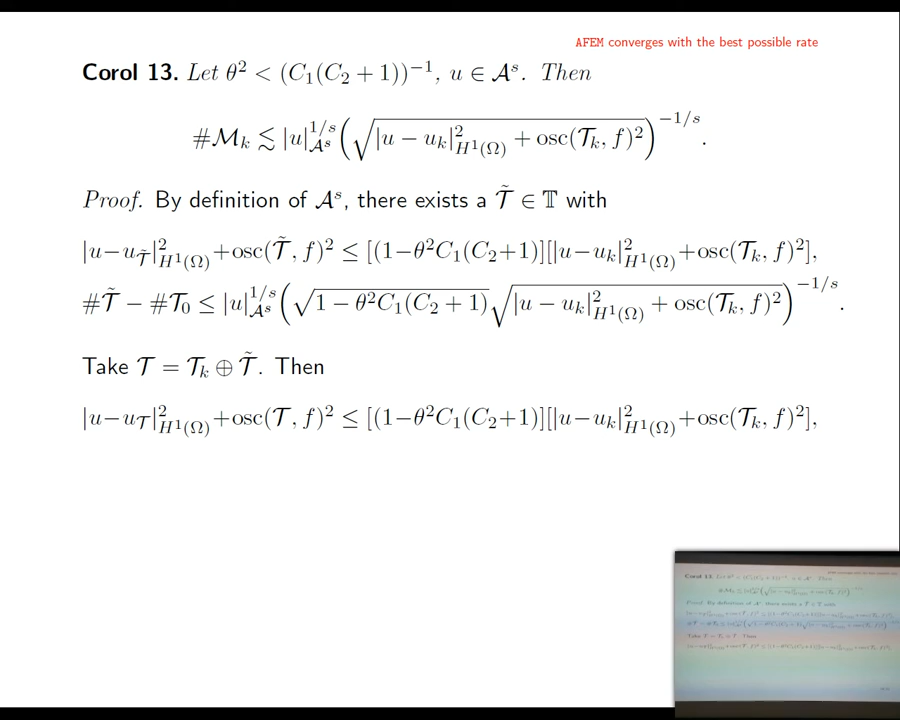 AFEM converges with the best possible rate
Corol 13. Let θ² < (C₁(C₂ + 1))⁻¹, u ∈ 𝒜ˢ. Then
#ℳₖ ≲ |u|_{𝒜ˢ}^{1/s} (√(|u − uₖ|²_{H¹(Ω)} + osc(𝒯ₖ, f)²))^{−1/s}.
Proof. By definition of 𝒜ˢ, there exists a 𝒯̃ ∈ 𝕋 with
|u−u_{𝒯̃}|²_{H¹(Ω)}+osc(𝒯̃, f)² ≤ [(1−θ²C₁(C₂+1)][|u−uₖ|²_{H¹(Ω)}+osc(𝒯ₖ, f)²],
#𝒯̃ − #𝒯₀ ≤ |u|_{𝒜ˢ}^{1/s} (√(1 − θ²C₁(C₂ + 1)) √(|u − uₖ|²_{H¹(Ω)} + osc(𝒯ₖ, f)²))^{−1/s}.
Take 𝒯 = 𝒯ₖ ⊕ 𝒯̃. Then
|u−u_𝒯|²_{H¹(Ω)}+osc(𝒯, f)² ≤ [(1−θ²C₁(C₂+1)][|u−uₖ|²_{H¹(Ω)}+osc(𝒯ₖ, f)²],